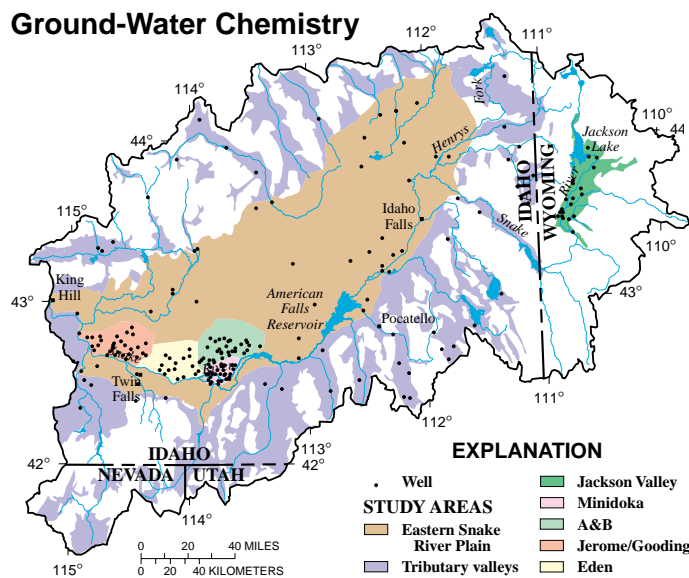 Ground-Water Chemistry
112°
113°
111°
114°
110°
44°
44
Fork
Henrys
Jackson
Lake
River
IDAHO
WYOMING
115°
Idaho
Falls
Snake
110°
King
Hill
43°
American
Falls
Reservoir
43°
Pocatello
Snake
Twin
Falls
111°
112°
113°
42°
IDAHO
42°
NEVADA
UTAH
114°
115°
0 20 40 MILES
0 20 40 KILOMETERS
EXPLANATION
Well
STUDY AREAS
Eastern Snake
River Plain
Tributary valleys
Jackson Valley
Minidoka
A&B
Jerome/Gooding
Eden